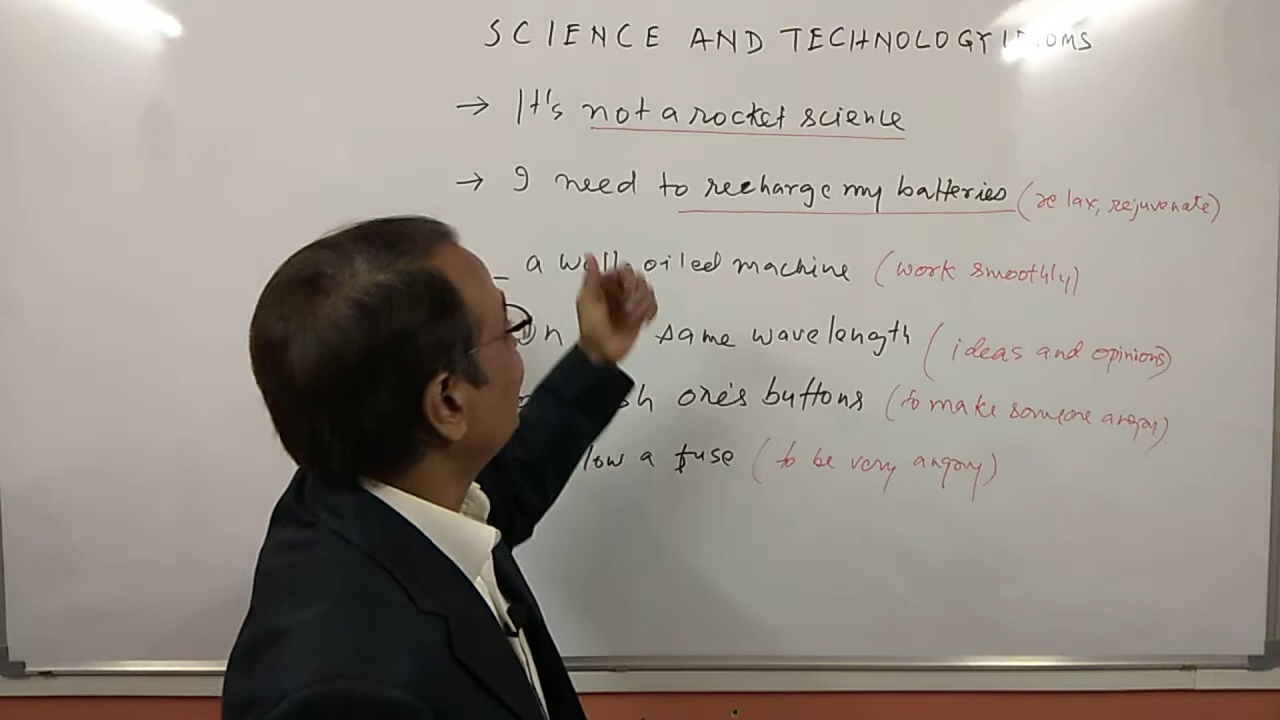 SCIENCE AND TECHNOLOGY
→ It's not a rocket science
→ I need to recharge my batteries (relax, rejuvenate)
a well-oiled machine (work smoothly)
On same wavelength (ideas and opinions)
one's buttons (to make someone angry)
a fuse (to be very angry)